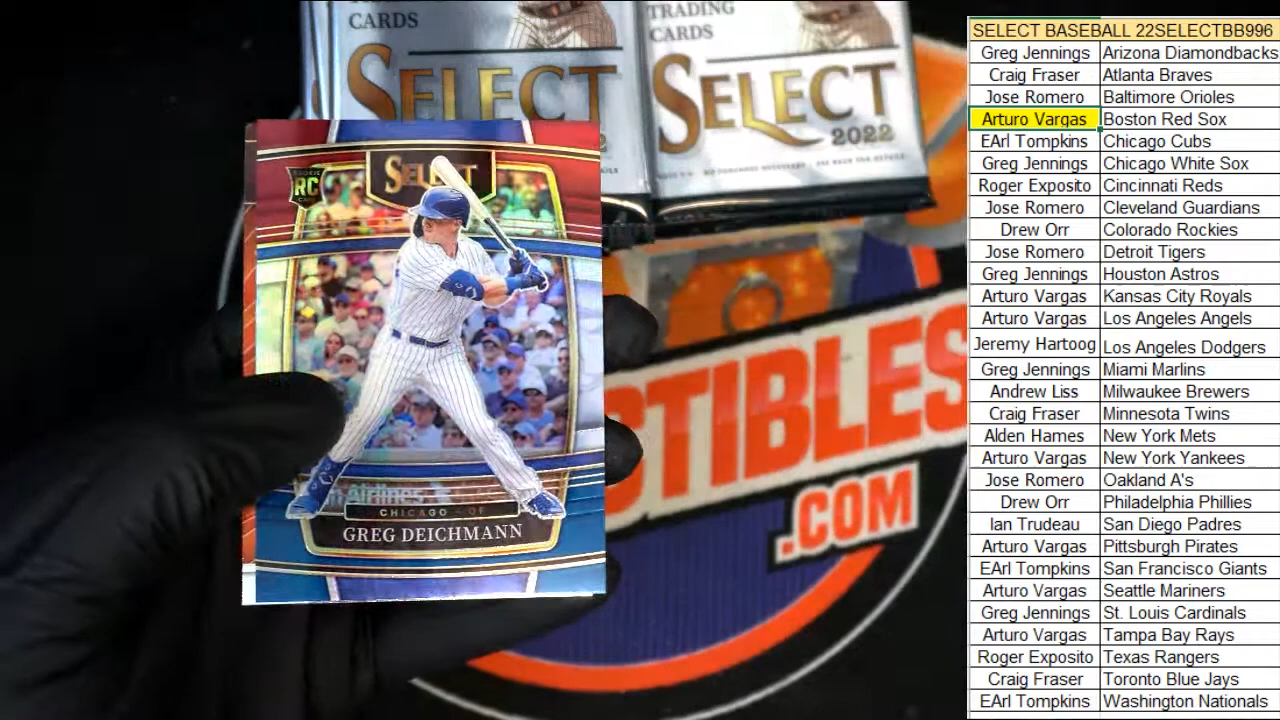 TRADING
CARDS
SELECT
CARDS
SELECT
2022
ROOKIE
RC
CARD
SELECT
CHICAGO - OF
GREG DEICHMANN
TIBLES
.COM
SELECT BASEBALL 22SELECTBB996
Greg Jennings Arizona Diamondbacks
Craig Fraser Atlanta Braves
Jose Romero Baltimore Orioles
Arturo Vargas Boston Red Sox
EArl Tompkins Chicago Cubs
Greg Jennings Chicago White Sox
Roger Exposito Cincinnati Reds
Jose Romero Cleveland Guardians
Drew Orr Colorado Rockies
Jose Romero Detroit Tigers
Greg Jennings Houston Astros
Arturo Vargas Kansas City Royals
Arturo Vargas Los Angeles Angels
Jeremy Hartoog Los Angeles Dodgers
Greg Jennings Miami Marlins
Andrew Liss Milwaukee Brewers
Craig Fraser Minnesota Twins
Alden Hames New York Mets
Arturo Vargas New York Yankees
Jose Romero Oakland A's
Drew Orr Philadelphia Phillies
Ian Trudeau San Diego Padres
Arturo Vargas Pittsburgh Pirates
EArl Tompkins San Francisco Giants
Arturo Vargas Seattle Mariners
Greg Jennings St. Louis Cardinals
Arturo Vargas Tampa Bay Rays
Roger Exposito Texas Rangers
Craig Fraser Toronto Blue Jays
EArl Tompkins Washington Nationals